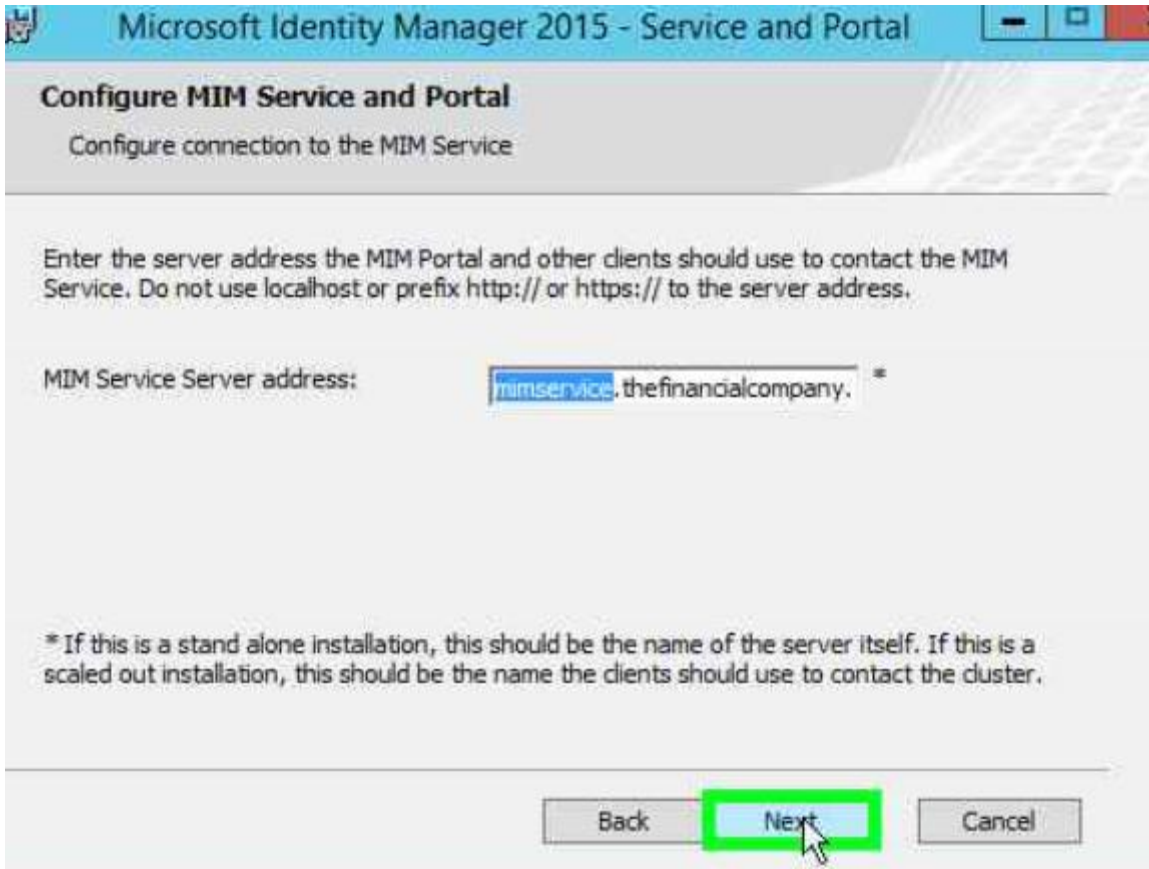 Microsoft Identity Manager 2015 - Service and Portal
Configure MIM Service and Portal
Configure connection to the MIM Service
Enter the server address the MIM Portal and other clients should use to contact the MIM
Service. Do not use localhost or prefix http:// or https:// to the server address.
MIM Service Server address: mimservice.thefinancialcompany. *
* If this is a stand alone installation, this should be the name of the server itself. If this is a
scaled out installation, this should be the name the clients should use to contact the cluster.
Back Next Cancel